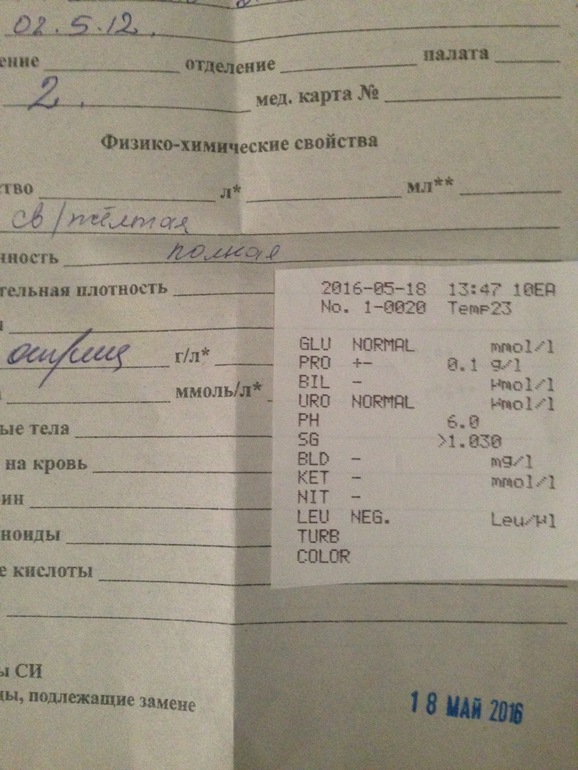 02.5.12.
ение отделение палата
2. мед. карта №
Физико-химические свойства
тво л* мл**
св/жёлтая
чность полная
тельная плотность
отриц г/л*
ммоль/л*
ые тела
на кровь
ин
ноиды
е кислоты
ы СИ
цы, подлежащие замене
2016-05-18 13:47 10EA
No. 1-0020 Temp23
GLU NORMAL mmol/l
PRO +- 0.1 g/l
BIL - μmol/l
URO NORMAL μmol/l
PH 6.0
SG >1.030
BLD - mg/l
KET - mmol/l
NIT -
LEU NEG. Leu/μl
TURB
COLOR
18 МАЙ 2016